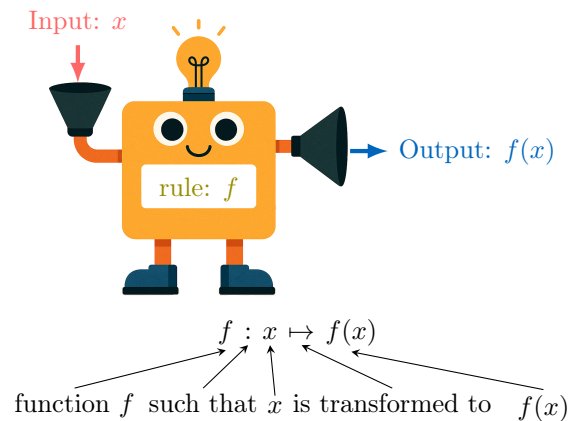 Input: x
Output: f(x)
rule: f
f : x ↦ f(x)
function f such that x is transformed to f(x)